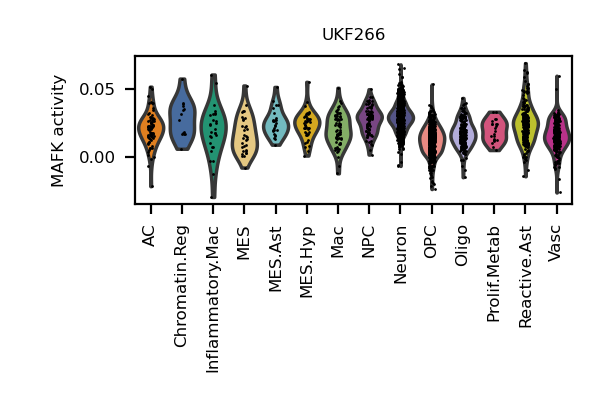 UKF266
MAFK activity
0.05
0.00
AC
Chromatin.Reg
Inflammatory.Mac
MES
MES.Ast
MES.Hyp
Mac
NPC
Neuron
OPC
Oligo
Prolif.Metab
Reactive.Ast
Vasc